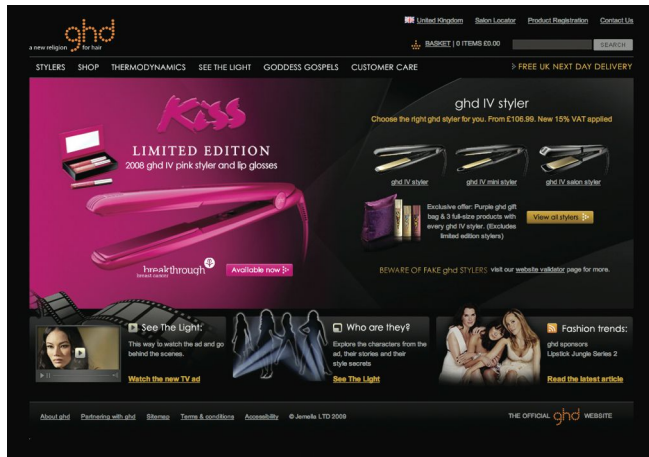 United Kingdom Salon Locator Product Registration Contact Us
ghd
a new religion for hair
BASKET | 0 ITEMS £0.00
SEARCH
STYLERS SHOP THERMODYNAMICS SEE THE LIGHT GODDESS GOSPELS CUSTOMER CARE
FREE UK NEXT DAY DELIVERY
Kiss
LIMITED EDITION
2008 ghd IV pink styler and lip glosses
breakthrough
breast cancer
Available now
ghd IV styler
Choose the right ghd styler for you. From £106.99. New 15% VAT applied
ghd IV styler ghd IV mini styler ghd IV salon styler
Exclusive offer: Purple ghd gift
bag & 3 full-size products with
every ghd IV styler. (Excludes
limited edition stylers)
View all stylers
BEWARE OF FAKE ghd STYLERS visit our website validator page for more.
See The Light:
This way to watch the ad and go
behind the scenes.
Watch the new TV ad
Who are they?
Explore the characters from the
ad, their stories and their
style secrets
See The Light
Fashion trends:
ghd sponsors
Lipstick Jungle Series 2
Read the latest article
About ghd Partnering with ghd Sitemap Terms & conditions Accessibility © Jemella LTD 2009
THE OFFICIAL ghd WEBSITE